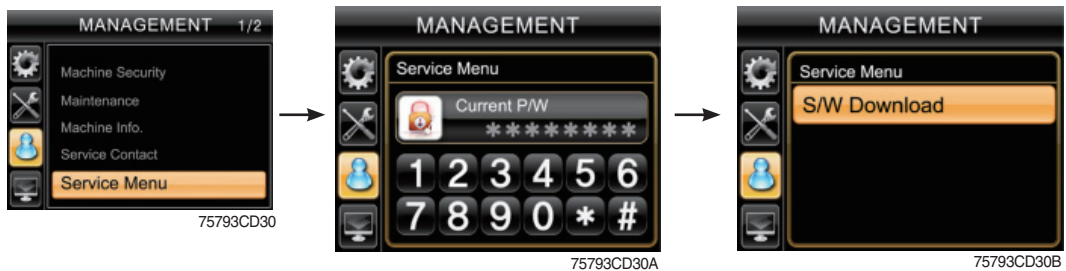 MANAGEMENT 1/2
Machine Security
Maintenance
Machine Info.
Service Contact
Service Menu
75793CD30
MANAGEMENT
Service Menu
Current P/W
********
1 2 3 4 5 6
7 8 9 0 * #
75793CD30A
MANAGEMENT
Service Menu
S/W Download
75793CD30B